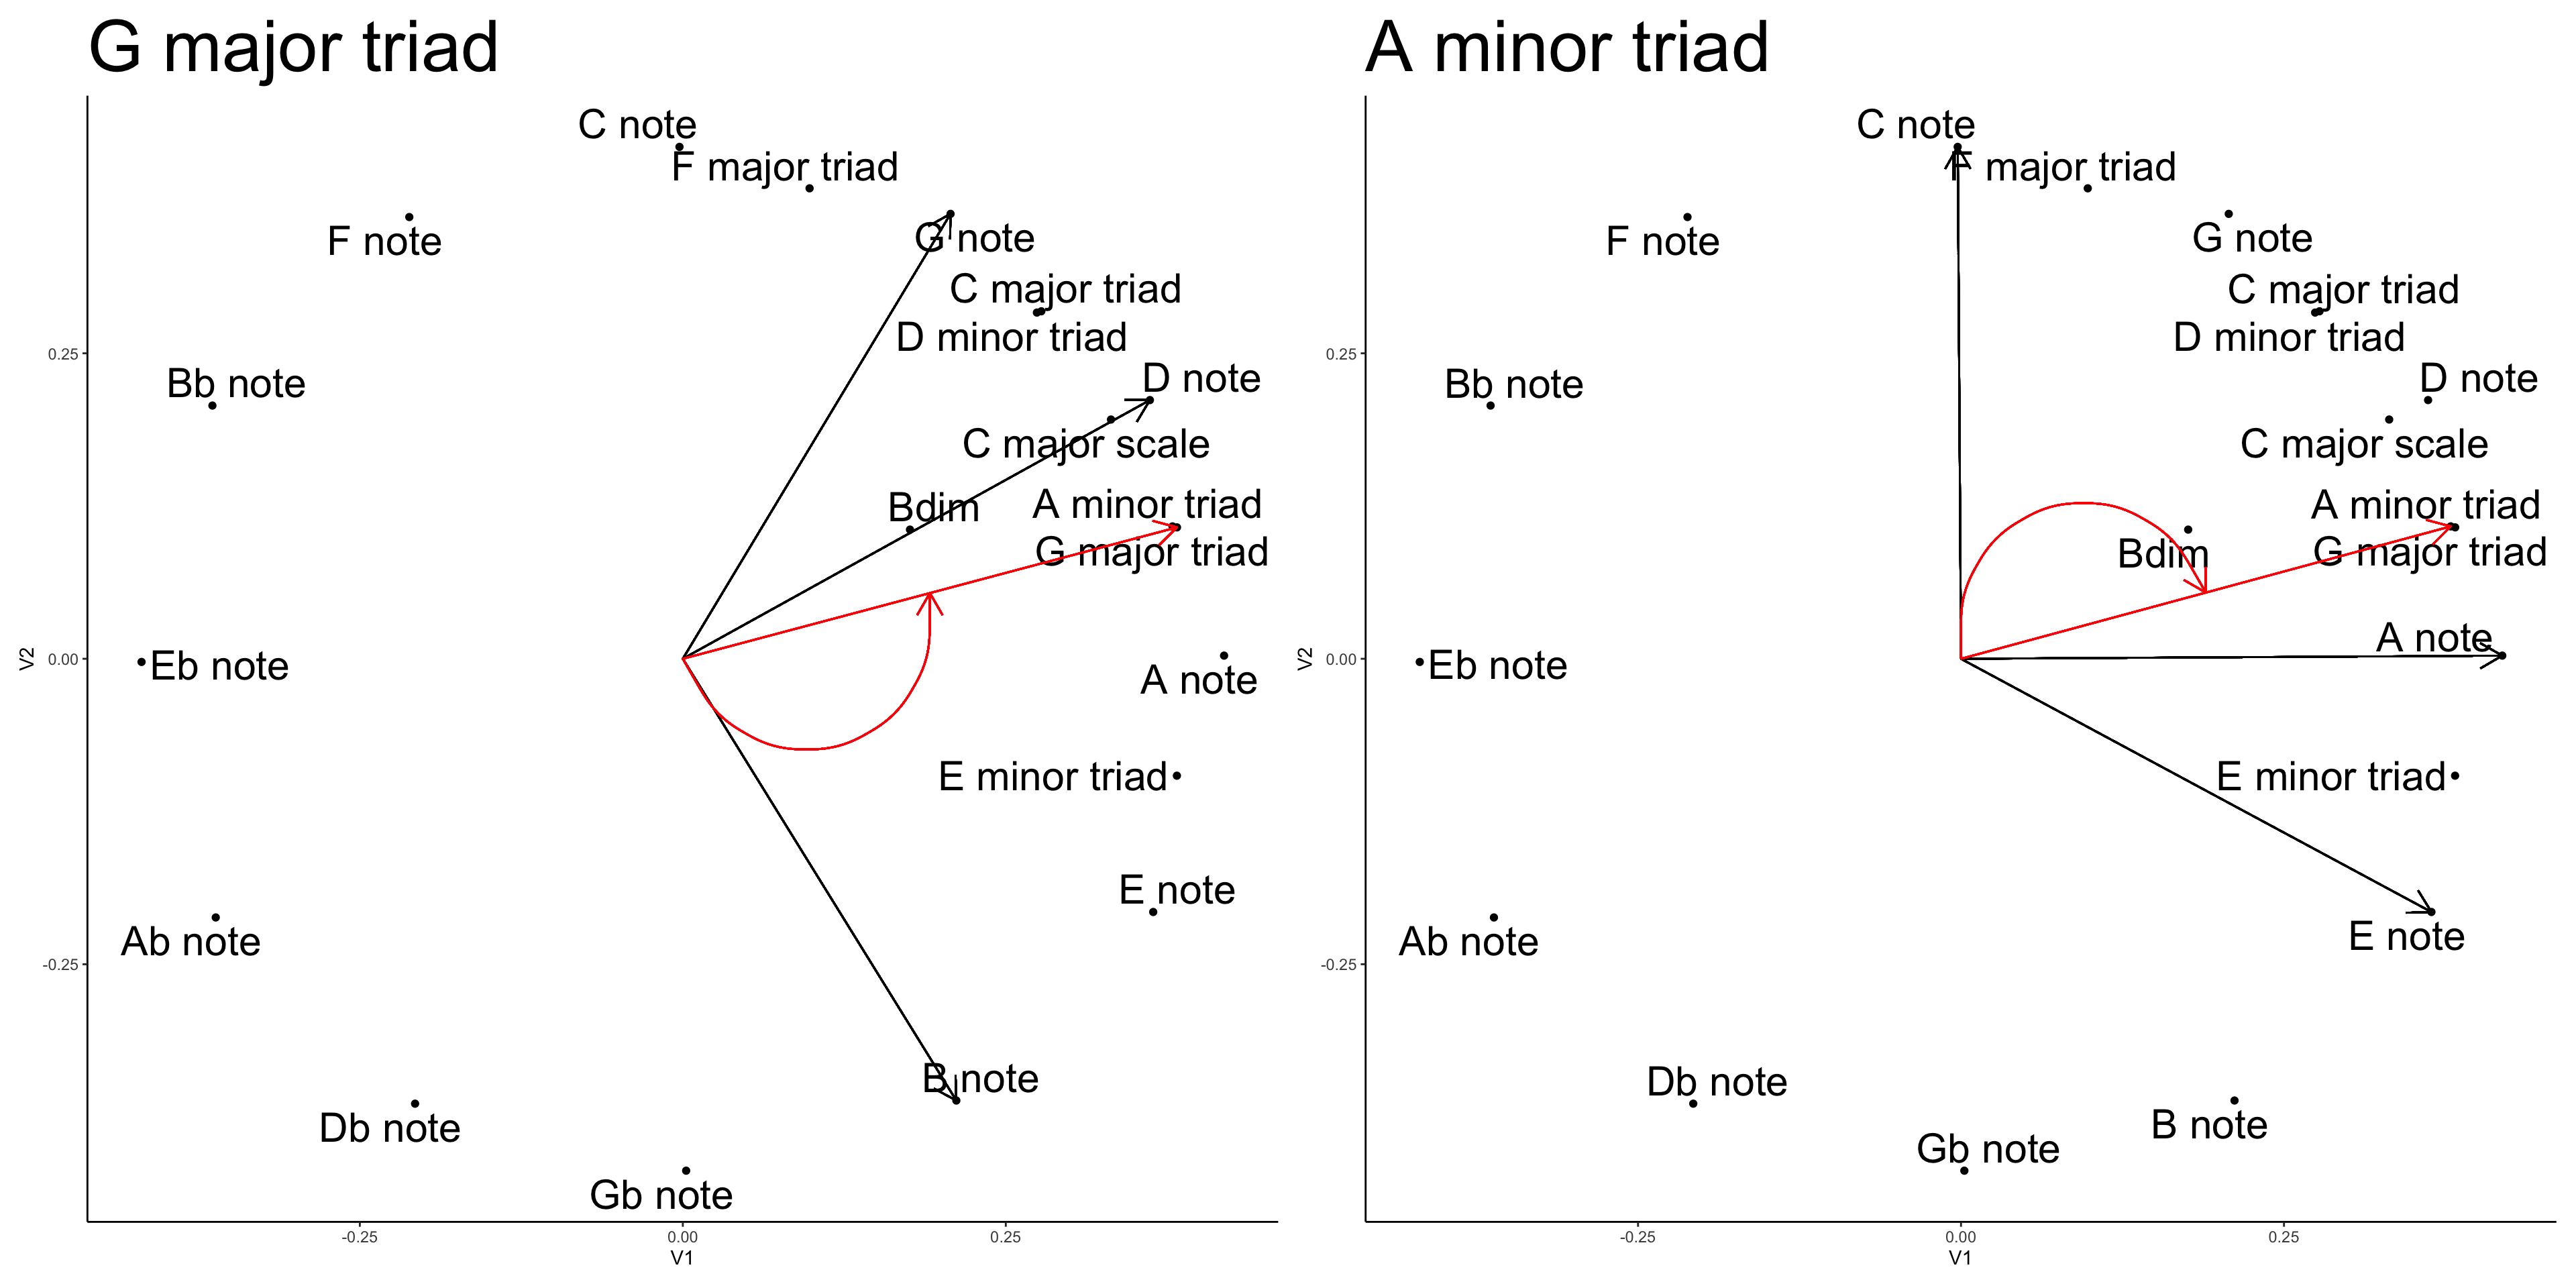 G major triad
C note
F major triad
F note
G note
C major triad
D minor triad
Bb note
D note
C major scale
Bdim
A minor triad
G major triad
Eb note
A note
E minor triad
E note
Ab note
B note
Db note
Gb note
0.25
0.00
-0.25
V2
-0.25
0.00
0.25
V1
A minor triad
C note
F major triad
F note
G note
C major triad
D minor triad
Bb note
D note
C major scale
A minor triad
Bdim
G major triad
A note
Eb note
E minor triad
E note
Ab note
Db note
B note
Gb note
0.25
0.00
-0.25
V2
-0.25
0.00
0.25
V1